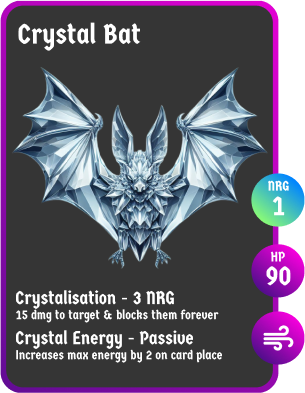 Crystal Bat
NRG
1
HP
90
Crystalisation - 3 NRG
15 dmg to target & blocks them forever
Crystal Energy - Passive
Increases max energy by 2 on card place